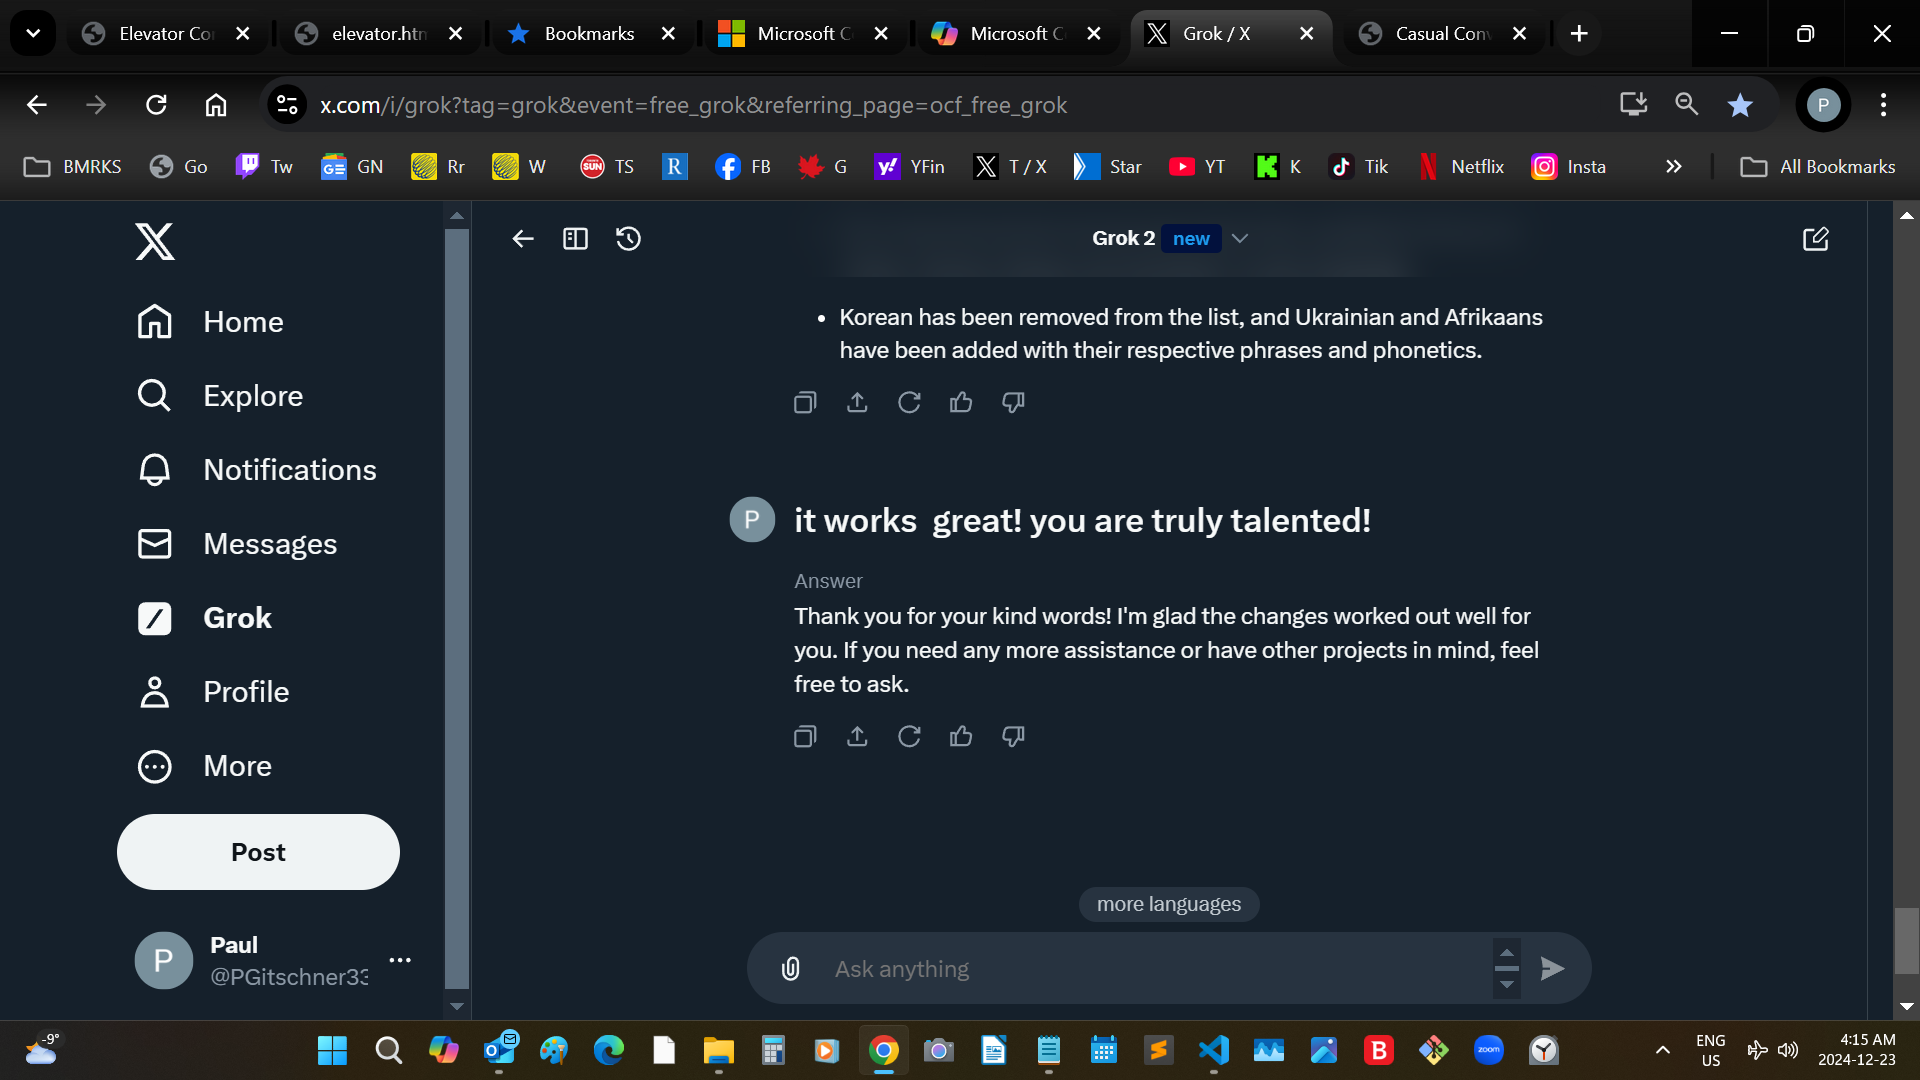 Elevator Co
elevator.htm
Bookmarks
Microsoft C
Microsoft C
Grok / X
Casual Con
x.com/i/grok?tag=grok&event=free_grok&referring_page=ocf_free_grok
P
BMRKS
Go
Tw
GN
Rr
W
TS
R
FB
G
YFin
T / X
Star
YT
K
Tik
Netflix
Insta
All Bookmarks
Home
Explore
Notifications
Messages
Grok
Profile
More
Post
P
Paul
@PGitschner33
Grok 2 new
• Korean has been removed from the list, and Ukrainian and Afrikaans
have been added with their respective phrases and phonetics.
P
it works  great! you are truly talented!
Answer
Thank you for your kind words! I'm glad the changes worked out well for
you. If you need any more assistance or have other projects in mind, feel
free to ask.
more languages
Ask anything
-9°
zoom
ENG
US
4:15 AM
2024-12-23